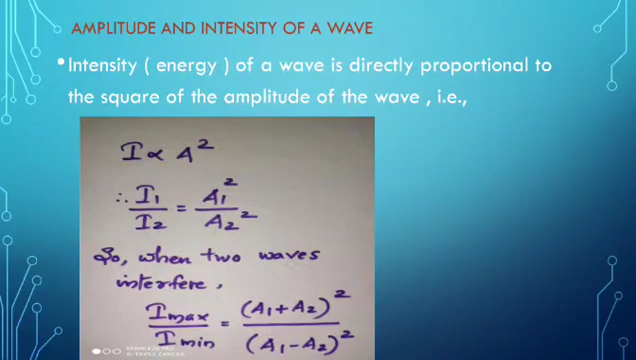 AMPLITUDE AND INTENSITY OF A WAVE
• Intensity ( energy ) of a wave is directly proportional to
the square of the amplitude of the wave , i.e.,
I ∝ A²
∴ I₁/I₂ = A₁²/A₂²
So, when two waves
interfere,
Imax/Imin = (A₁+A₂)²/(A₁-A₂)²